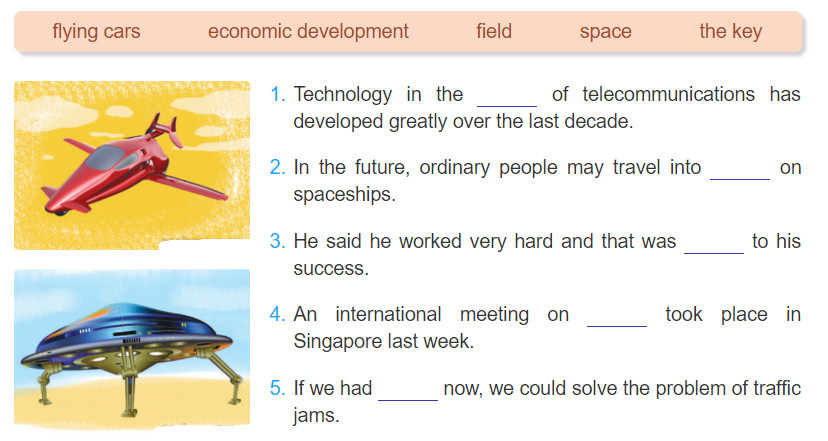 flying cars economic development field space the key
1. Technology in the ______ of telecommunications has
developed greatly over the last decade.
2. In the future, ordinary people may travel into ______ on
spaceships.
3. He said he worked very hard and that was ______ to his
success.
4. An international meeting on ______ took place in
Singapore last week.
5. If we had ______ now, we could solve the problem of traffic
jams.